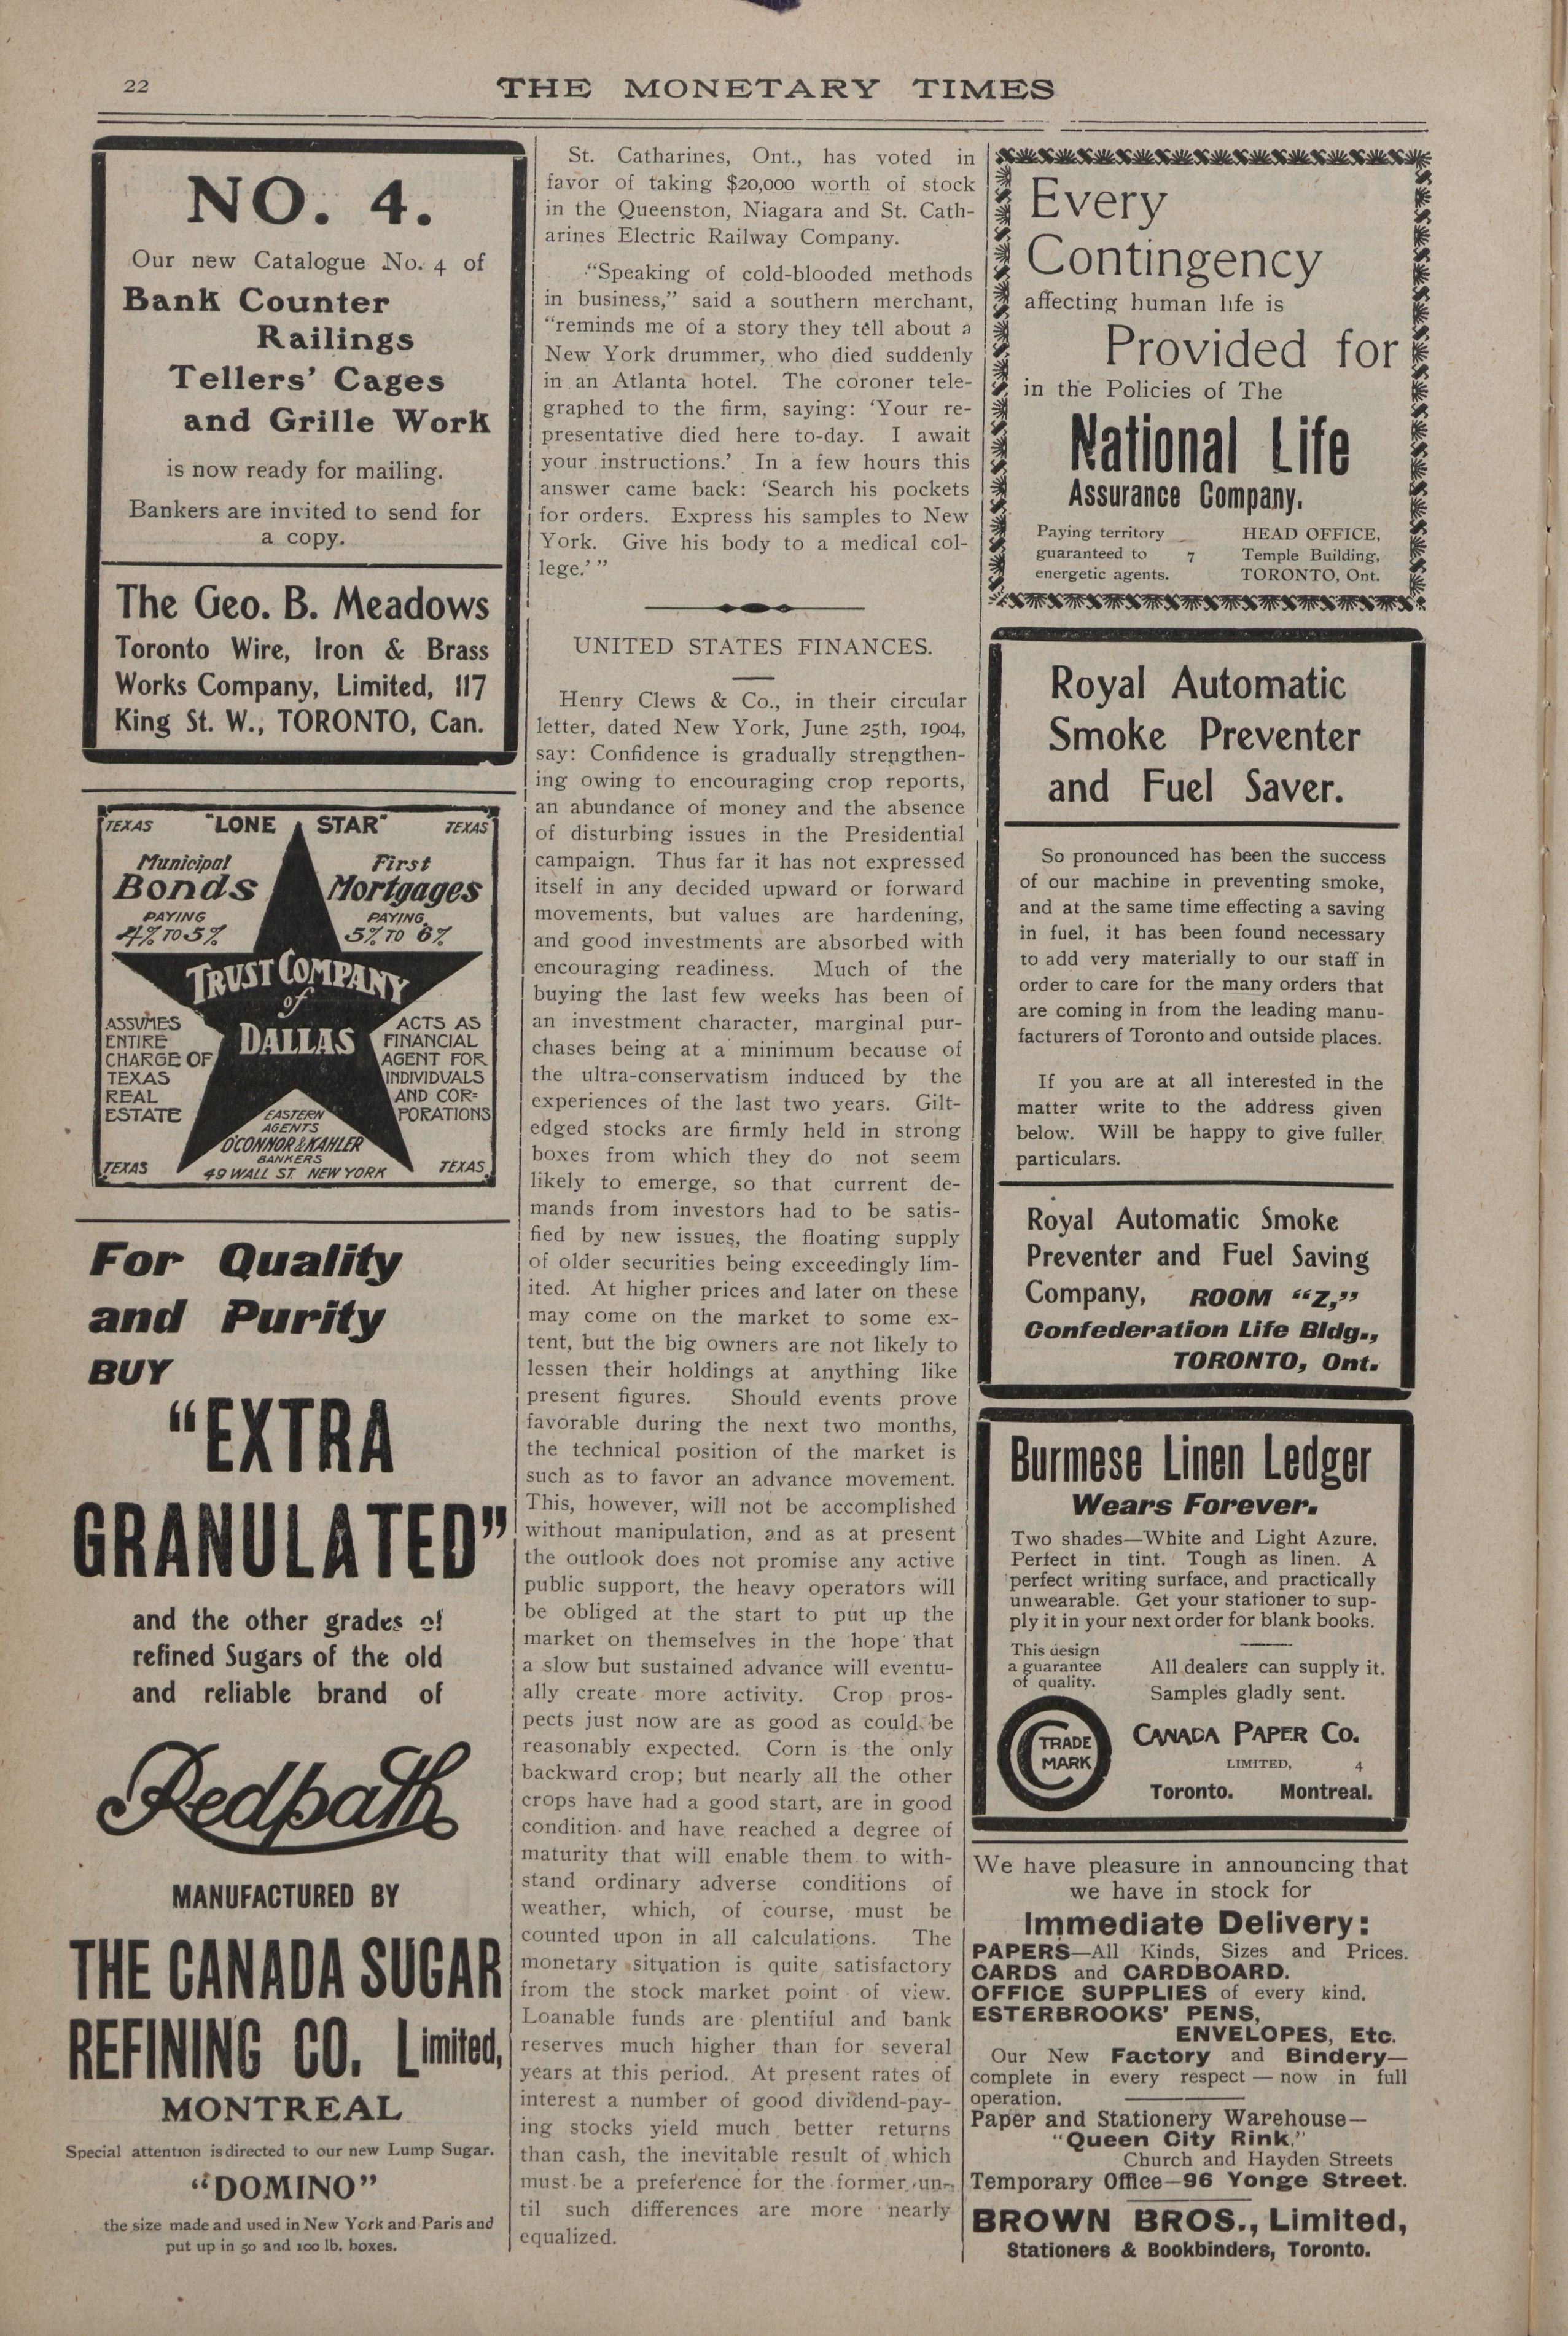 22
THE MONETARY TIMES
NO. 4.
Our new Catalogue No. 4 of
Bank Counter
Railings
Tellers' Cages
and Grille Work
is now ready for mailing.
Bankers are invited to send for
a copy.
The Geo. B. Meadows
Toronto Wire, Iron & Brass
Works Company, Limited, 117
King St. W., TORONTO, Can.
TEXAS "LONE STAR" TEXAS
Municipal
Bonds
PAYING
4% TO 5%
First
Mortgages
PAYING
5% TO 6%
TRUST COMPANY
of
DALLAS
ASSUMES
ENTIRE
CHARGE OF
TEXAS
REAL
ESTATE
ACTS AS
FINANCIAL
AGENT FOR
INDIVIDUALS
AND COR-
PORATIONS
EASTERN
AGENTS
O'CONNOR & KAHLER
BANKERS
49 WALL ST. NEW YORK
TEXAS
TEXAS
For Quality
and Purity
BUY
"EXTRA
GRANULATED"
and the other grades of
refined Sugars of the old
and reliable brand of
Redpath
MANUFACTURED BY
THE CANADA SUGAR
REFINING CO. Limited,
MONTREAL
Special attention is directed to our new Lump Sugar.
"DOMINO"
the size made and used in New York and Paris and
put up in 50 and 100 lb. boxes.
St. Catharines, Ont., has voted in
favor of taking $20,000 worth of stock
in the Queenston, Niagara and St. Cath-
arines Electric Railway Company.
"Speaking of cold-blooded methods
in business," said a southern merchant,
"reminds me of a story they tell about a
New York drummer, who died suddenly
in an Atlanta hotel. The coroner tele-
graphed to the firm, saying: 'Your re-
presentative died here to-day. I await
your instructions.' In a few hours this
answer came back: 'Search his pockets
for orders. Express his samples to New
York. Give his body to a medical col-
lege.' "
UNITED STATES FINANCES.
Henry Clews & Co., in their circular
letter, dated New York, June 25th, 1904,
say: Confidence is gradually strengthen-
ing owing to encouraging crop reports,
an abundance of money and the absence
of disturbing issues in the Presidential
campaign. Thus far it has not expressed
itself in any decided upward or forward
movements, but values are hardening,
and good investments are absorbed with
encouraging readiness. Much of the
buying the last few weeks has been of
an investment character, marginal pur-
chases being at a minimum because of
the ultra-conservatism induced by the
experiences of the last two years. Gilt-
edged stocks are firmly held in strong
boxes from which they do not seem
likely to emerge, so that current de-
mands from investors had to be satis-
fied by new issues, the floating supply
of older securities being exceedingly lim-
ited. At higher prices and later on these
may come on the market to some ex-
tent, but the big owners are not likely to
lessen their holdings at anything like
present figures. Should events prove
favorable during the next two months,
the technical position of the market is
such as to favor an advance movement.
This, however, will not be accomplished
without manipulation, and as at present
the outlook does not promise any active
public support, the heavy operators will
be obliged at the start to put up the
market on themselves in the hope that
a slow but sustained advance will eventu-
ally create more activity. Crop pros-
pects just now are as good as could be
reasonably expected. Corn is the only
backward crop; but nearly all the other
crops have had a good start, are in good
condition and have reached a degree of
maturity that will enable them to with-
stand ordinary adverse conditions of
weather, which, of course, must be
counted upon in all calculations. The
monetary situation is quite satisfactory
from the stock market point of view.
Loanable funds are plentiful and bank
reserves much higher than for several
years at this period. At present rates of
interest a number of good dividend-pay-
ing stocks yield much better returns
than cash, the inevitable result of which
must be a preference for the former un-
til such differences are more nearly
equalized.
Every
Contingency
affecting human life is
Provided for
in the Policies of The
National Life
Assurance Company.
Paying territory
guaranteed to 7
energetic agents.
HEAD OFFICE,
Temple Building,
TORONTO, Ont.
Royal Automatic
Smoke Preventer
and Fuel Saver.
So pronounced has been the success
of our machine in preventing smoke,
and at the same time effecting a saving
in fuel, it has been found necessary
to add very materially to our staff in
order to care for the many orders that
are coming in from the leading manu-
facturers of Toronto and outside places.
If you are at all interested in the
matter write to the address given
below. Will be happy to give fuller
particulars.
Royal Automatic Smoke
Preventer and Fuel Saving
Company, ROOM "Z,"
Confederation Life Bldg.,
TORONTO, Ont.
Burmese Linen Ledger
Wears Forever.
Two shades—White and Light Azure.
Perfect in tint. Tough as linen. A
perfect writing surface, and practically
unwearable. Get your stationer to sup-
ply it in your next order for blank books.
This design
a guarantee
of quality.
All dealers can supply it.
Samples gladly sent.
TRADE
MARK
CANADA PAPER CO.
LIMITED, 4
Toronto. Montreal.
We have pleasure in announcing that
we have in stock for
Immediate Delivery:
PAPERS—All Kinds, Sizes and Prices.
CARDS and CARDBOARD.
OFFICE SUPPLIES of every kind.
ESTERBROOKS' PENS,
ENVELOPES, Etc.
Our New Factory and Bindery—
complete in every respect — now in full
operation.
Paper and Stationery Warehouse—
"Queen City Rink,"
Church and Hayden Streets
Temporary Office—96 Yonge Street.
BROWN BROS., Limited,
Stationers & Bookbinders, Toronto.